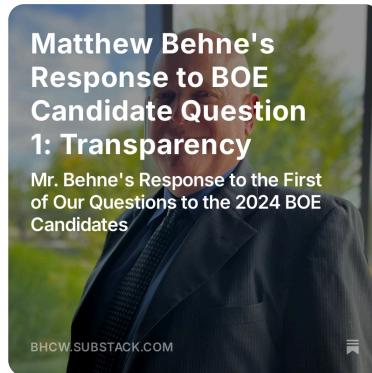 Matthew Behne's
Response to BOE
Candidate Question
1: Transparency
Mr. Behne's Response to the First
of Our Questions to the 2024 BOE
Candidates
BHCW.SUBSTACK.COM